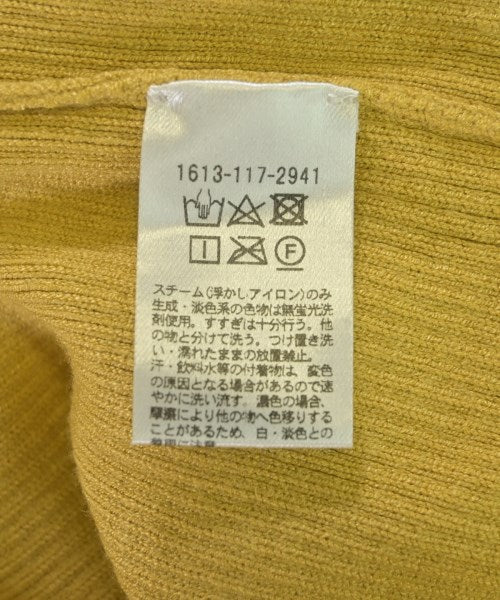 1613-117-2941
F
スチーム(浮かしアイロン)のみ
生成・淡色系の色物は無蛍光洗
剤使用。すすぎは十分行う。他
の物と分けて洗う。つけ置き洗
い・濡れたままの放置禁止。
汗・飲料水等の付着物は、変色
の原因となる場合があるので速
やかに洗い流す。濃色の場合、
摩擦により他の物へ色移りする
ことがあるため、白・淡色との